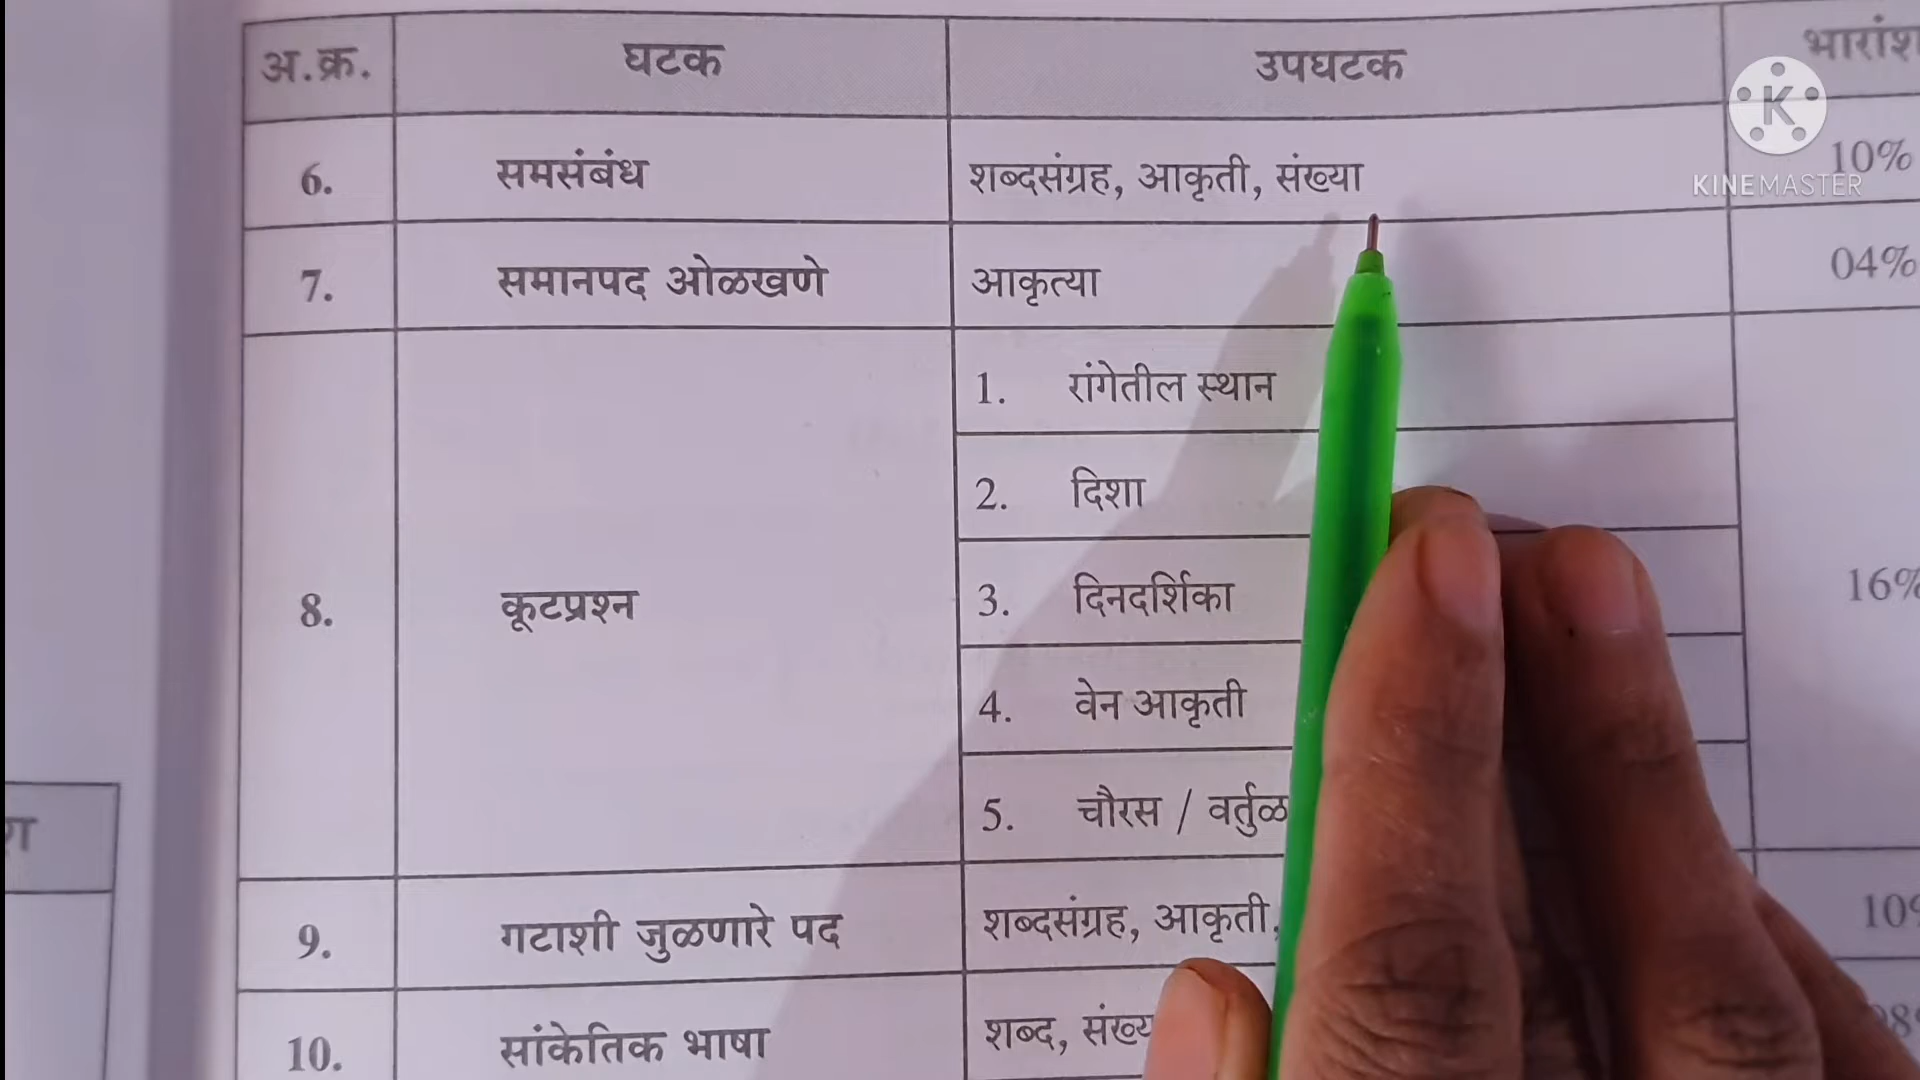 अ.क्र. घटक उपघटक
6. समसंबंध शब्दसंग्रह, आकृती, संख्या 10%
KINEMASTER
7. समानपद ओळखणे आकृत्या 04%
1. रांगेतील स्थान
2. दिशा
8. कूटप्रश्न 3. दिनदर्शिका 16%
4. वेन आकृती
5. चौरस / वर्तुळ
9. गटाशी जुळणारे पद शब्दसंग्रह, आकृती,
10. सांकेतिक भाषा शब्द,